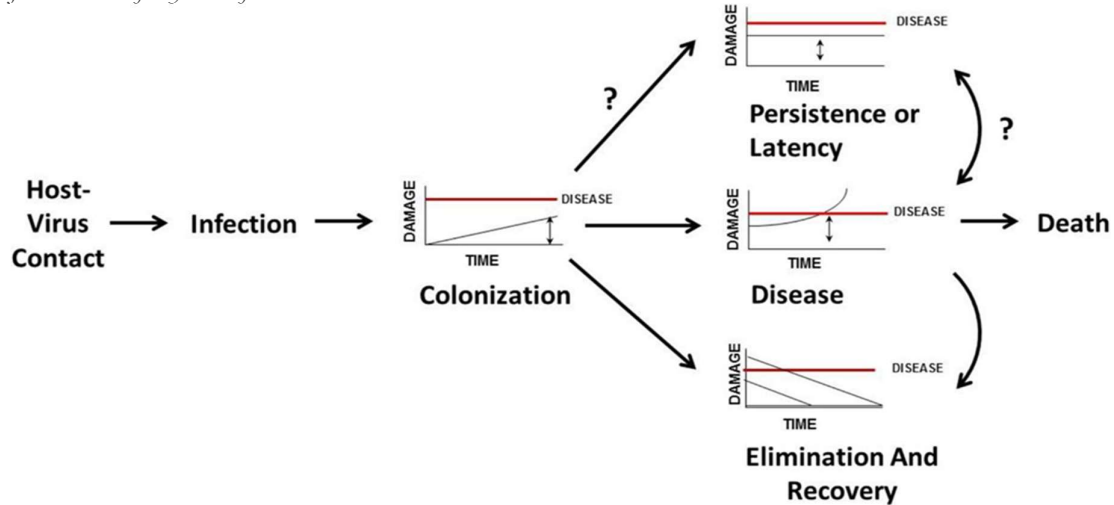 Host-
Virus
Contact
Infection
DAMAGE
DISEASE
TIME
Colonization
?
DAMAGE
DISEASE
TIME
Persistence or
Latency
?
DAMAGE
DISEASE
TIME
Disease
Death
DAMAGE
DISEASE
TIME
Elimination And
Recovery